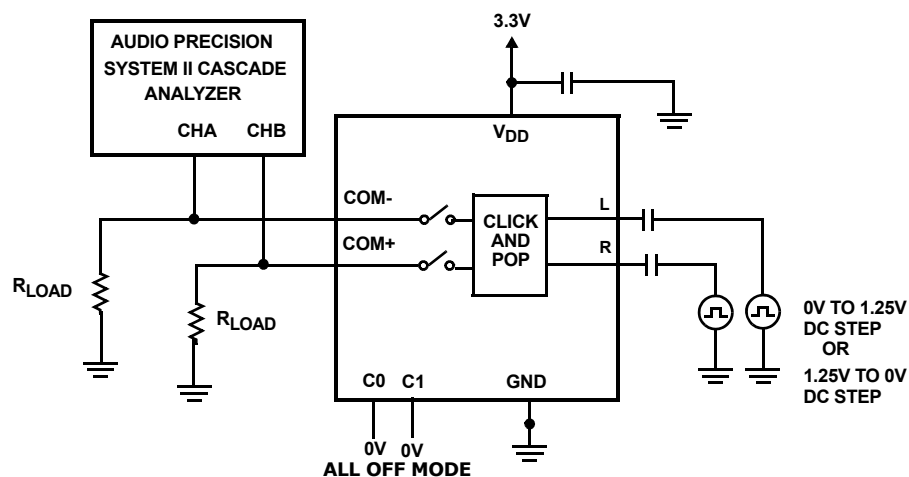 3.3V
AUDIO PRECISION
SYSTEM II CASCADE
ANALYZER
CHA CHB
VDD
COM-
COM+
CLICK
AND
POP
L
R
RLOAD
RLOAD
0V TO 1.25V
DC STEP
OR
1.25V TO 0V
DC STEP
C0 C1 GND
0V 0V
ALL OFF MODE